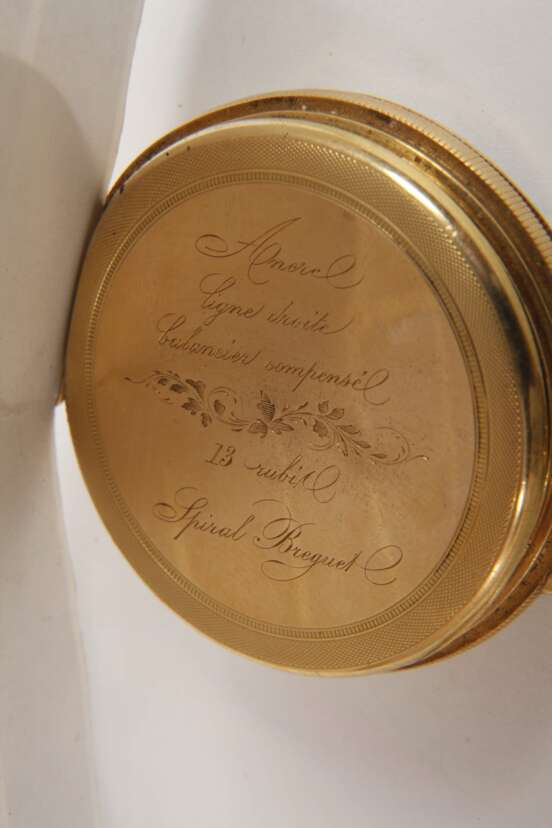 Ancre
ligne droite
balancier compensé
13 rubis
Spiral Breguet